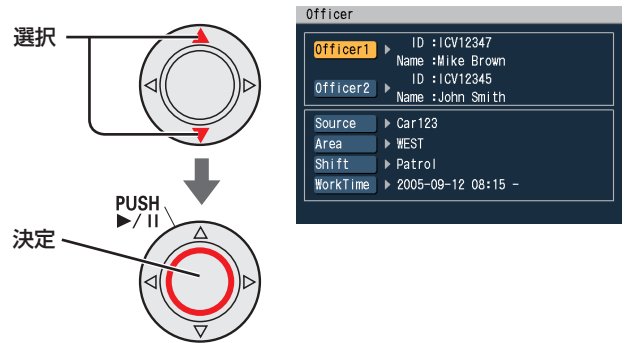 選択
PUSH
▶/II
決定
Officer
Officer1 ▶ ID :ICV12347
Name :Mike Brown
Officer2 ▶ ID :ICV12345
Name :John Smith
Source ▶ Car123
Area ▶ WEST
Shift ▶ Patrol
WorkTime ▶ 2005-09-12 08:15 -